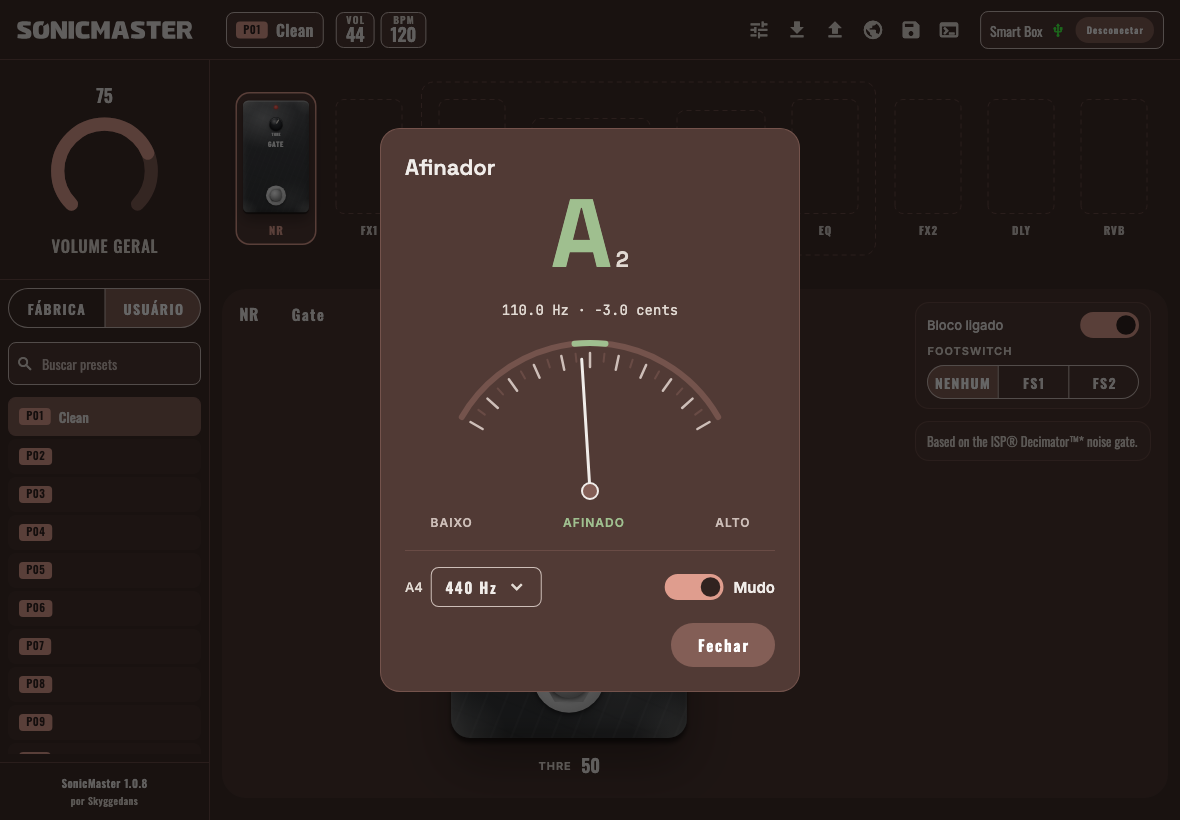 SONICMASTER
P01 Clean
VOL
44
BPM
120
Smart Box
Desconectar
75
VOLUME GERAL
FÁBRICA
USUÁRIO
Buscar presets
P01 Clean
P02
P03
P04
P05
P06
P07
P08
P09
SonicMaster 1.0.8
por Skyggedans
GATE
NR
FX1
EQ
FX2
DLY
RVB
NR Gate
Afinador
A2
110.0 Hz · -3.0 cents
BAIXO
AFINADO
ALTO
A4
440 Hz
Mudo
Fechar
Bloco ligado
FOOTSWITCH
NENHUM
FS1
FS2
Based on the ISP® Decimator™* noise gate.
THRE 50